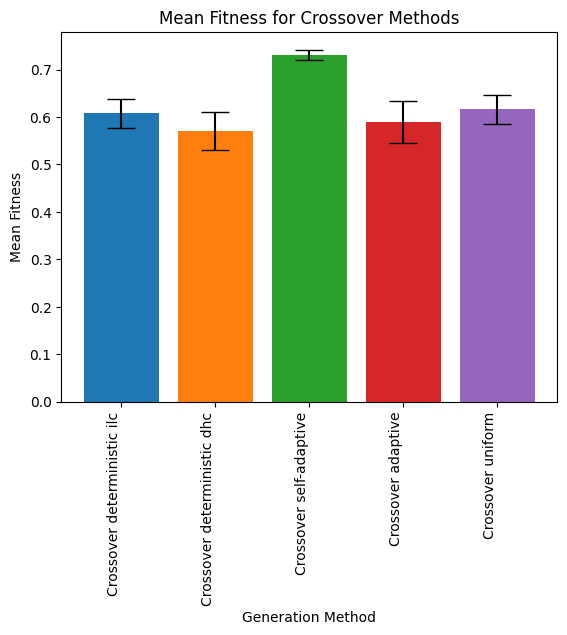 Mean Fitness for Crossover Methods
Mean Fitness
0.7
0.6
0.5
0.4
0.3
0.2
0.1
0.0
Crossover deterministic ilc
Crossover deterministic dhc
Crossover self-adaptive
Crossover adaptive
Crossover uniform
Generation Method